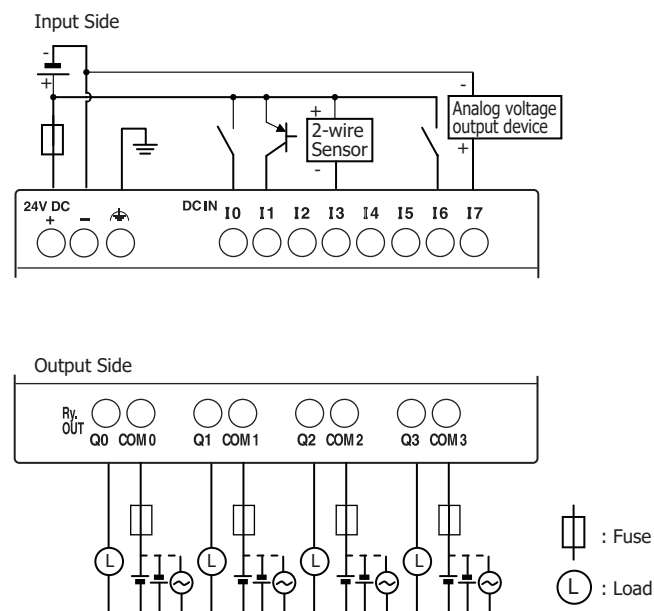 Input Side
-
+
-
+
2-wire
Sensor
-
Analog voltage
output device
+
24V DC
+ −
DC IN I0 I1 I2 I3 I4 I5 I6 I7
Output Side
Ry.
OUT
Q0 COM0 Q1 COM1 Q2 COM2 Q3 COM3
: Fuse
L L L L
L : Load